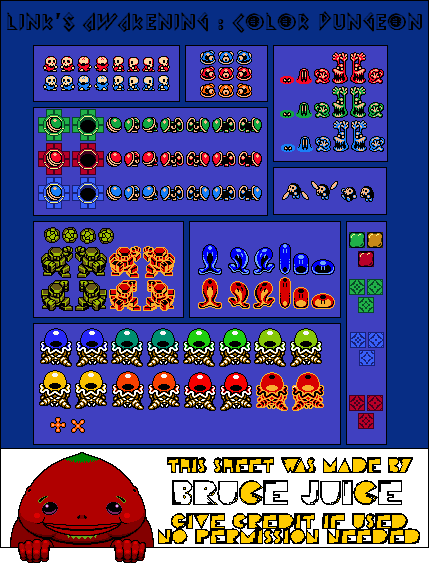 LINK'S AWAKENING : COLOR DUNGEON
THIS SHEET WAS MADE BY
BRUCE JUICE
GIVE CREDIT IF USED
NO PERMISSION NEEDED